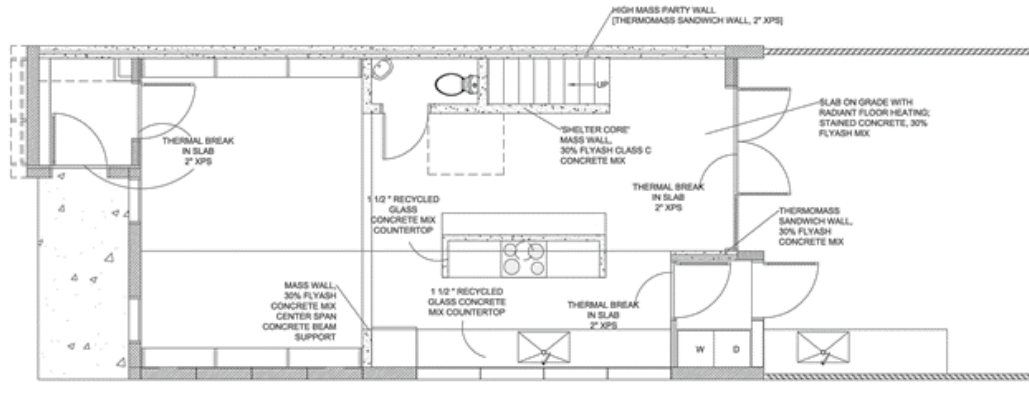 HIGH MASS PARTY WALL
[THERMOMASS SANDWICH WALL, 2" XPS]
UP
SLAB ON GRADE WITH
RADIANT FLOOR HEATING;
STAINED CONCRETE, 30%
FLYASH MIX
THERMAL BREAK
IN SLAB
2" XPS
'SHELTER CORE'
MASS WALL,
30% FLYASH CLASS C
CONCRETE MIX
THERMAL BREAK
IN SLAB
2" XPS
1 1/2 " RECYCLED
GLASS
CONCRETE MIX
COUNTERTOP
THERMOMASS
SANDWICH WALL,
30% FLYASH
CONCRETE MIX
MASS WALL,
30% FLYASH
CONCRETE MIX
CENTER SPAN
CONCRETE BEAM
SUPPORT
1 1/2 " RECYCLED
GLASS CONCRETE
MIX COUNTERTOP
THERMAL BREAK
IN SLAB
2" XPS
W
D